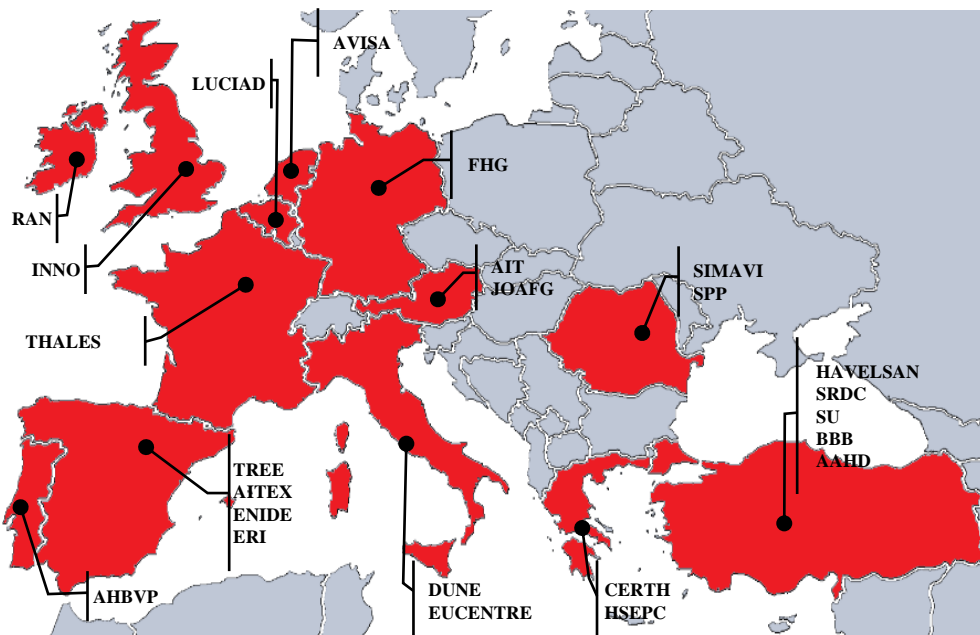 AVISA
LUCIAD
FHG
RAN
INNO
AIT
JOAFG
SIMAVI
SPP
THALES
HAVELSAN
SRDC
SU
BBB
AAHD
TREE
AITEX
ENIDE
ERI
AHBVP
DUNE
EUCENTRE
CERTH
HSEPC